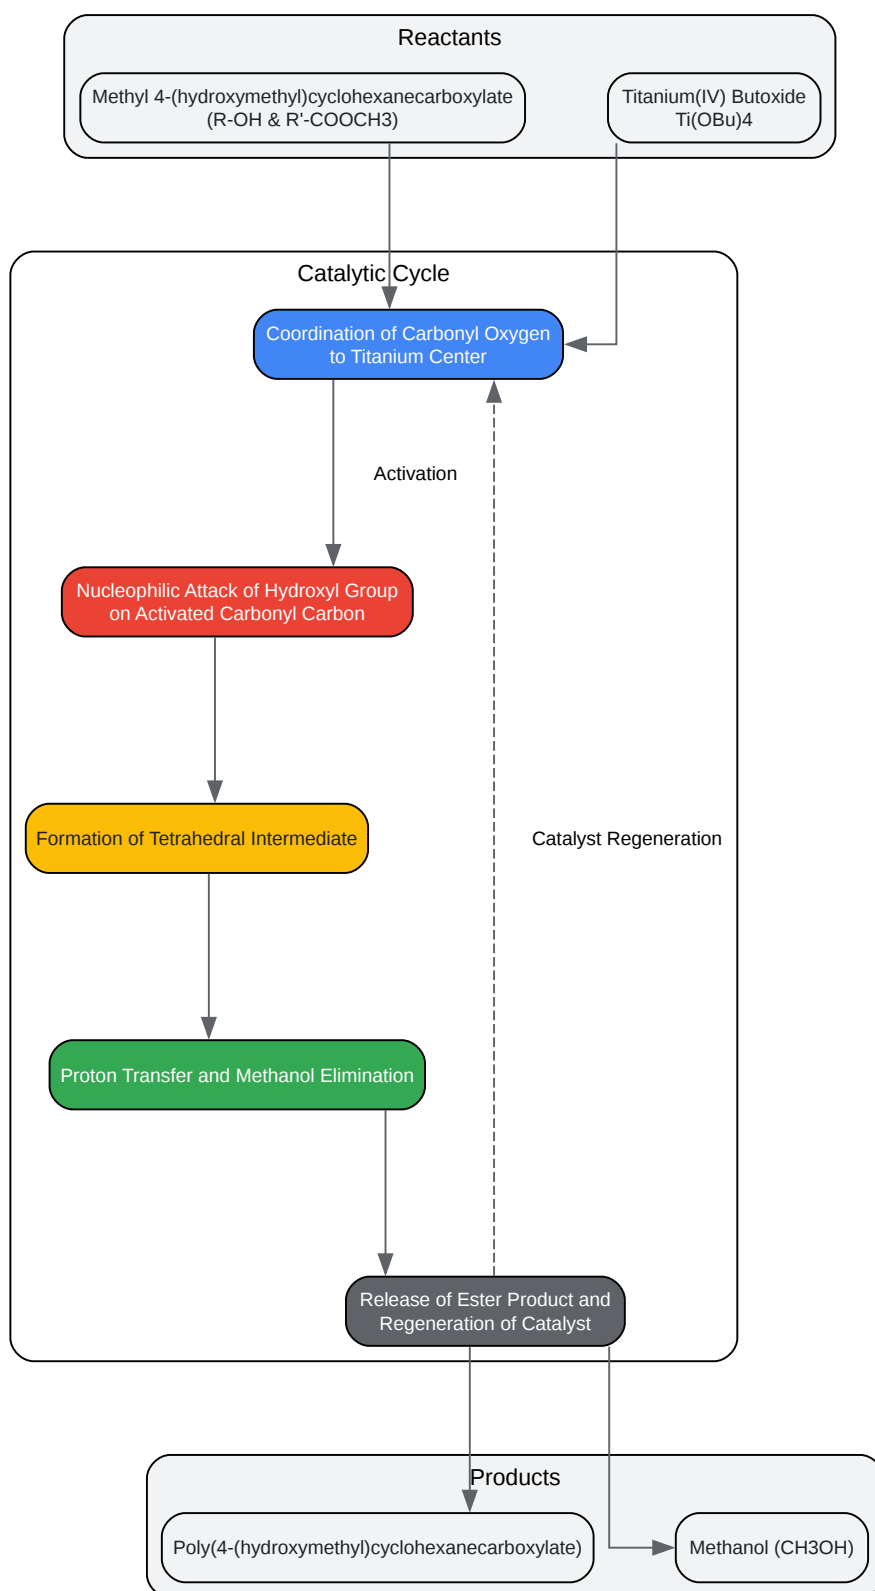 Reactants
Methyl 4-(hydroxymethyl)cyclohexanecarboxylate
(R-OH & R'-COOCH3)
Titanium(IV) Butoxide
Ti(OBu)4
Catalytic Cycle
Coordination of Carbonyl Oxygen
to Titanium Center
Activation
Nucleophilic Attack of Hydroxyl Group
on Activated Carbonyl Carbon
Formation of Tetrahedral Intermediate
Catalyst Regeneration
Proton Transfer and Methanol Elimination
Release of Ester Product and
Regeneration of Catalyst
Products
Poly(4-(hydroxymethyl)cyclohexanecarboxylate)
Methanol (CH3OH)